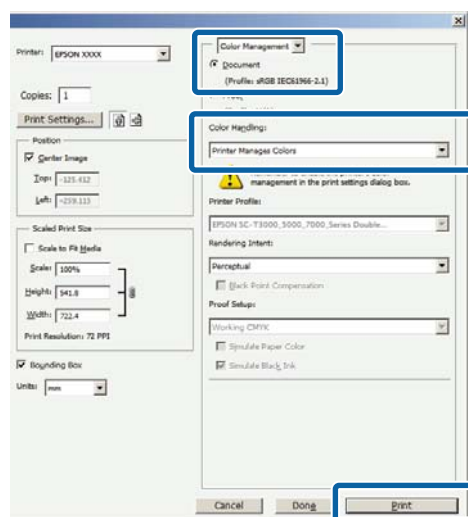 Printer: EPSON XXXX
Copies: 1
Print Settings...
Position
Center Image
Top: -125.412
Left: -259.115
Scaled Print Size
Scale to Fit Media
Scale: 100%
Height: 541.8
Width: 722.4
Print Resolution: 72 PPI
Bounding Box
Units: mm
Color Management
Document
(Profile: sRGB IEC61966-2.1)
Color Handling:
Printer Manages Colors
management in the print settings dialog box.
Printer Profile:
EPSON SC-T3000_5000_7000_Series Double...
Rendering Intent:
Perceptual
Black Point Compensation
Proof Setup:
Working CMYK
Simulate Paper Color
Simulate Black Ink
Cancel
Done
Print